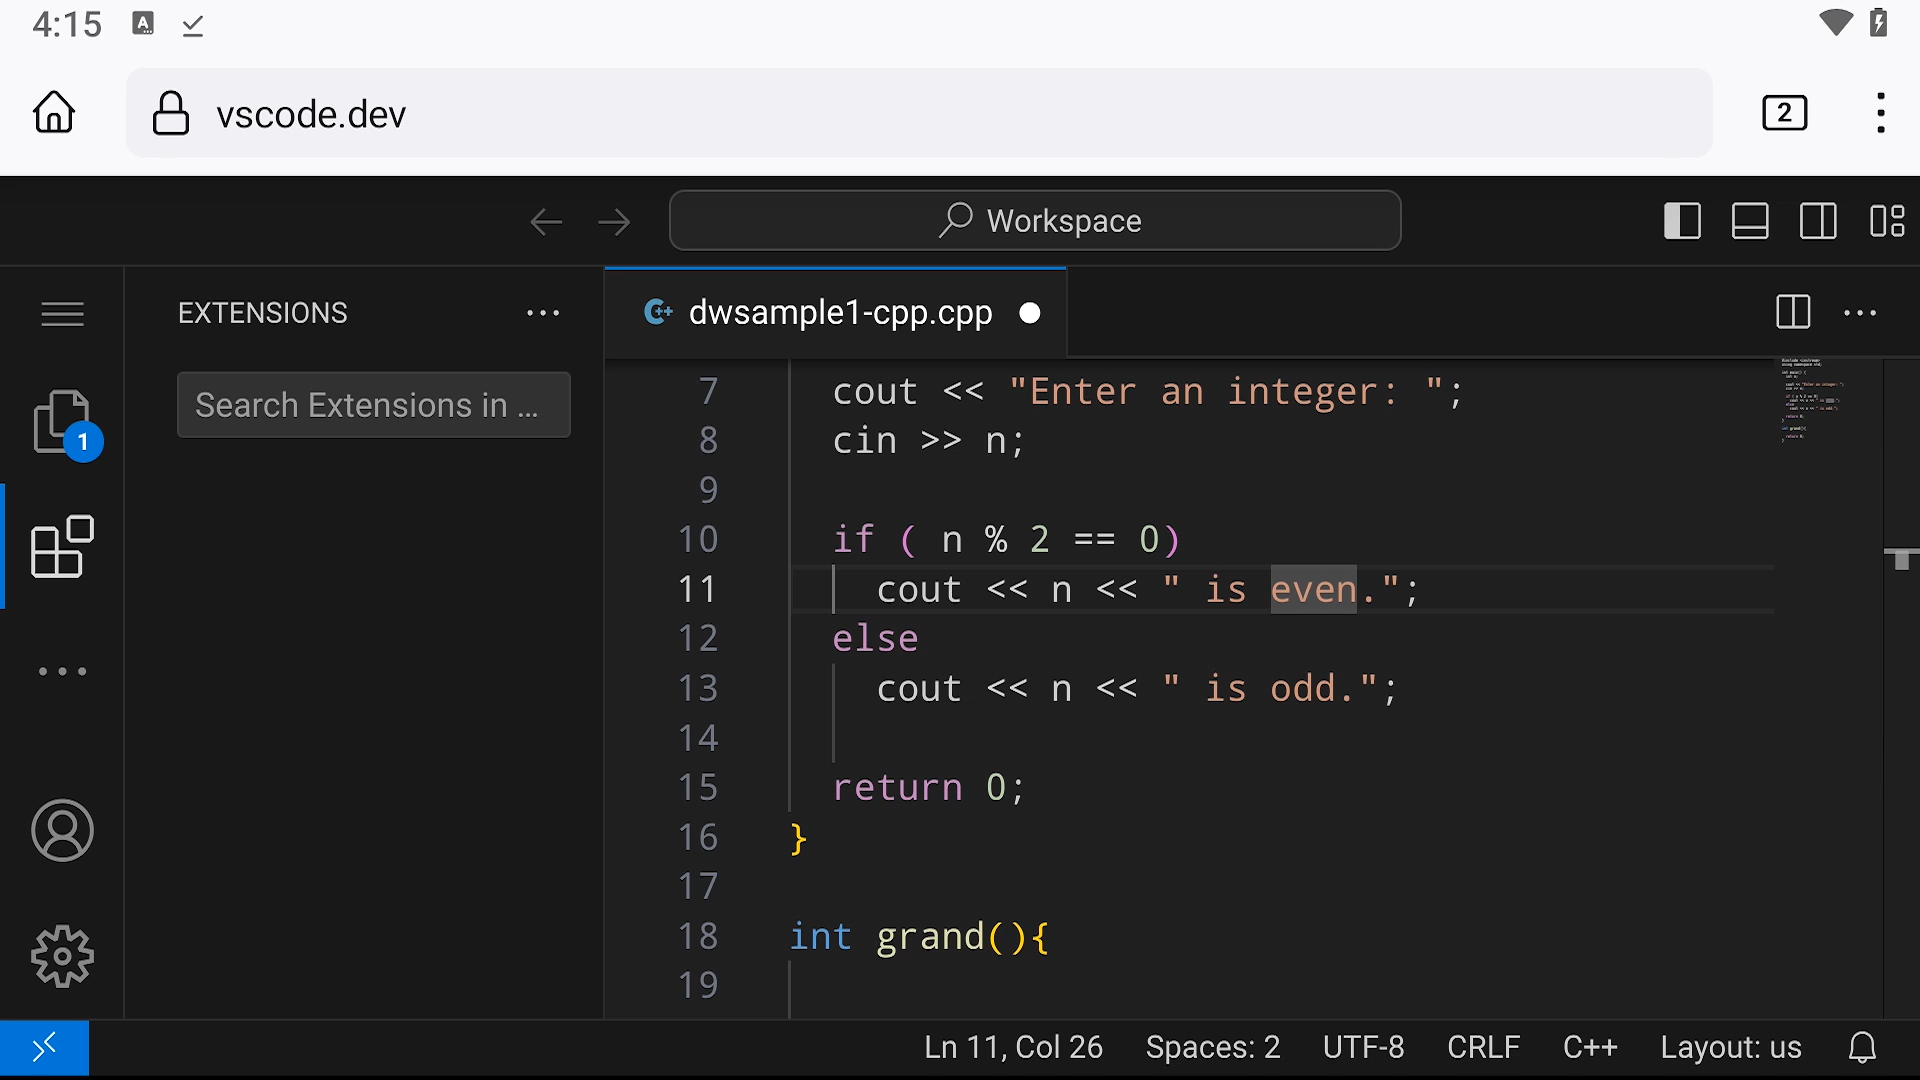 4:15
A
vscode.dev
2
Workspace
EXTENSIONS
dwsample1-cpp.cpp
Search Extensions in ...
1
7 cout << "Enter an integer: ";
8 cin >> n;
9
10 if ( n % 2 == 0)
11 cout << n << " is even.";
12 else
13 cout << n << " is odd.";
14
15 return 0;
16 }
17
18 int grand(){
19
Ln 11, Col 26 Spaces: 2 UTF-8 CRLF C++ Layout: us